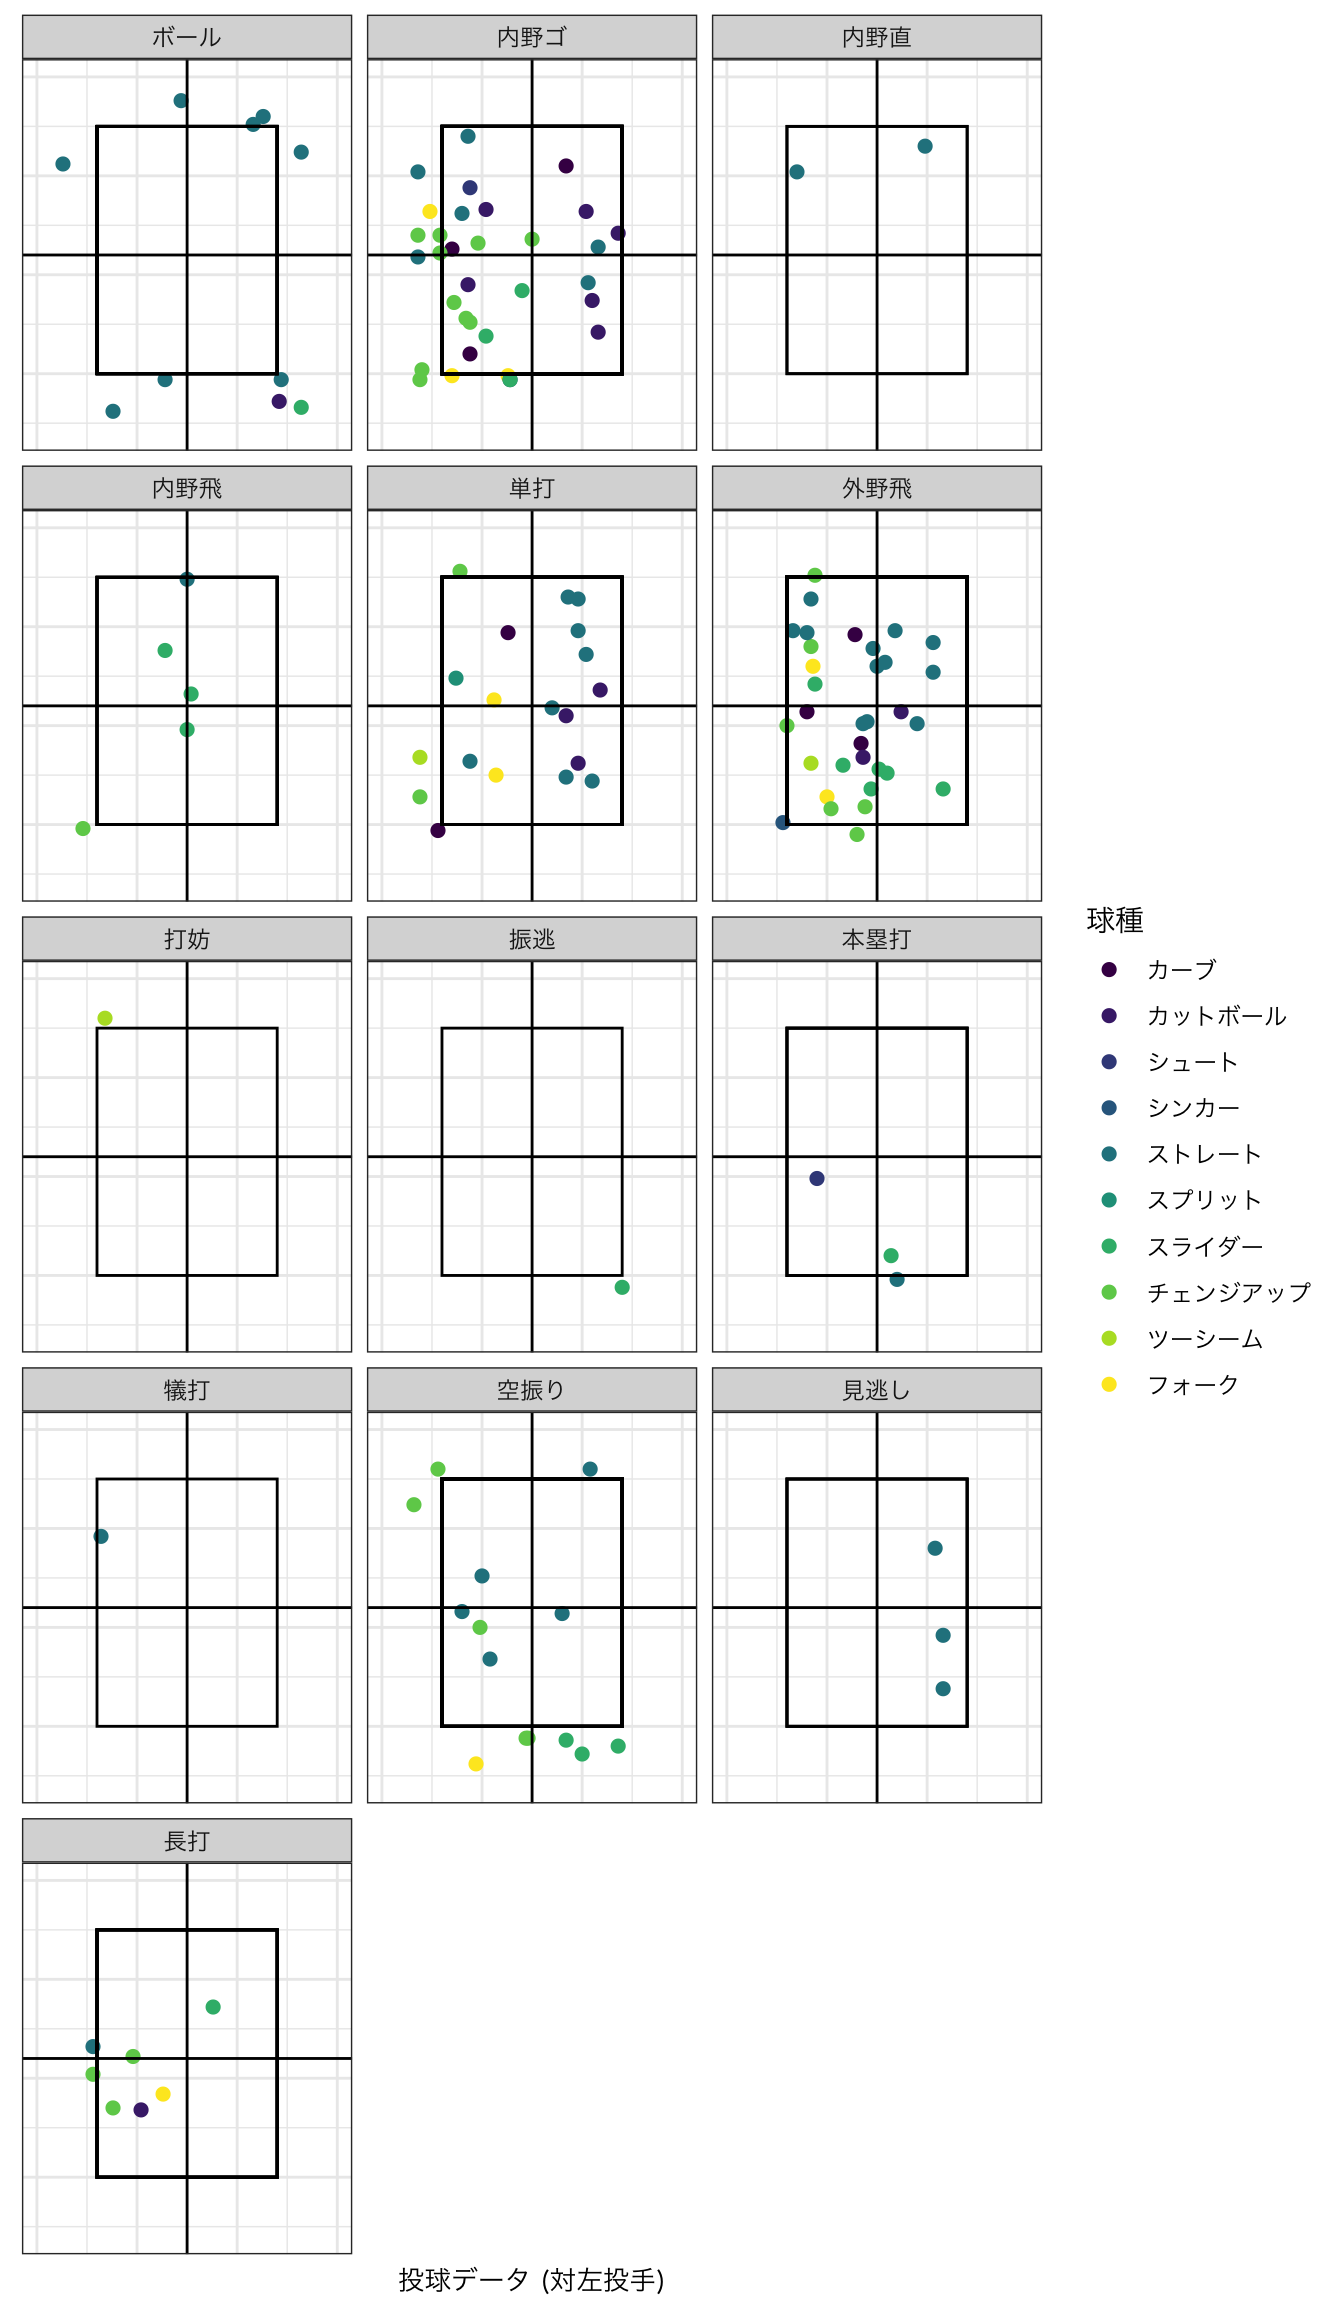 ボール
内野ゴ
内野直
内野飛
単打
外野飛
打妨
振逃
本塁打
犠打
空振り
見逃し
長打
球種
カーブ
カットボール
シュート
シンカー
ストレート
スプリット
スライダー
チェンジアップ
ツーシーム
フォーク
投球データ (対左投手)